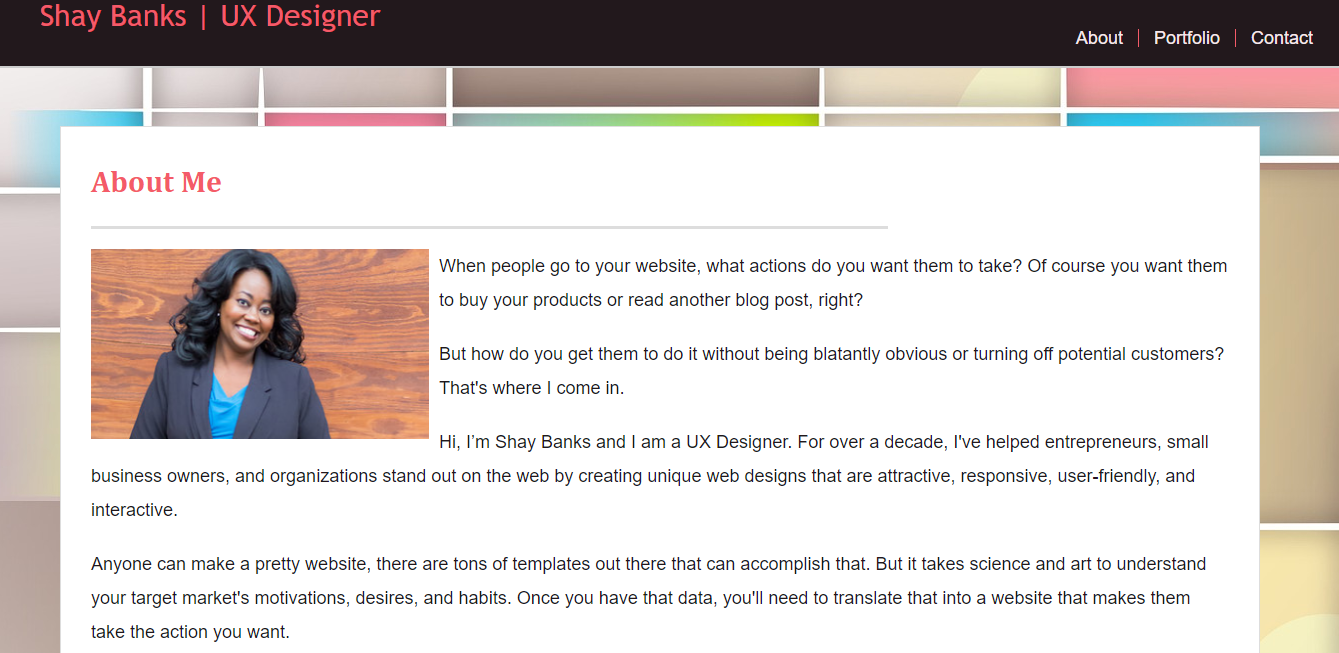 Shay Banks | UX Designer
About | Portfolio | Contact
About Me
When people go to your website, what actions do you want them to take? Of course you want them
to buy your products or read another blog post, right?
But how do you get them to do it without being blatantly obvious or turning off potential customers?
That's where I come in.
Hi, I’m Shay Banks and I am a UX Designer. For over a decade, I've helped entrepreneurs, small
business owners, and organizations stand out on the web by creating unique web designs that are attractive, responsive, user-friendly, and
interactive.
Anyone can make a pretty website, there are tons of templates out there that can accomplish that. But it takes science and art to understand
your target market's motivations, desires, and habits. Once you have that data, you'll need to translate that into a website that makes them
take the action you want.